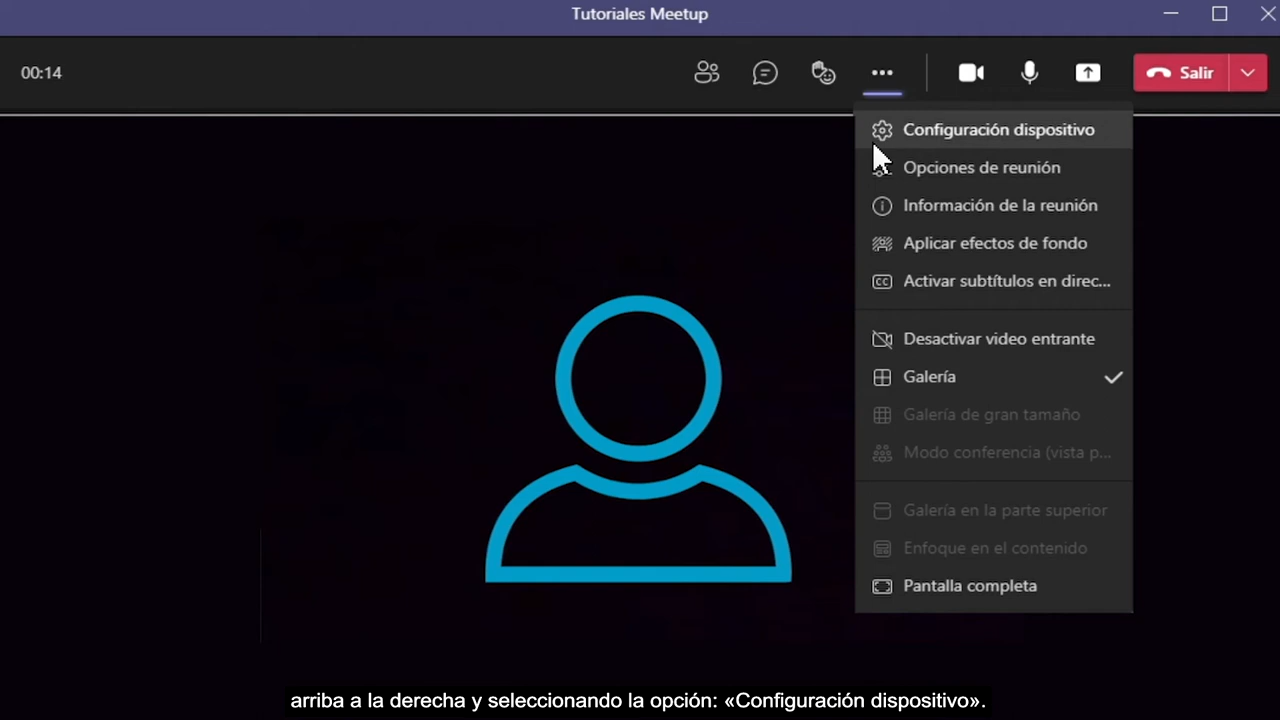 Tutoriales Meetup
00:14
Salir
Configuración dispositivo
Opciones de reunión
Información de la reunión
Aplicar efectos de fondo
CC
Activar subtítulos en direc...
Desactivar video entrante
Galería
Galería de gran tamaño
Modo conferencia (vista p...
Galería en la parte superior
Enfoque en el contenido
Pantalla completa
arriba a la derecha y seleccionando la opción: «Configuración dispositivo».